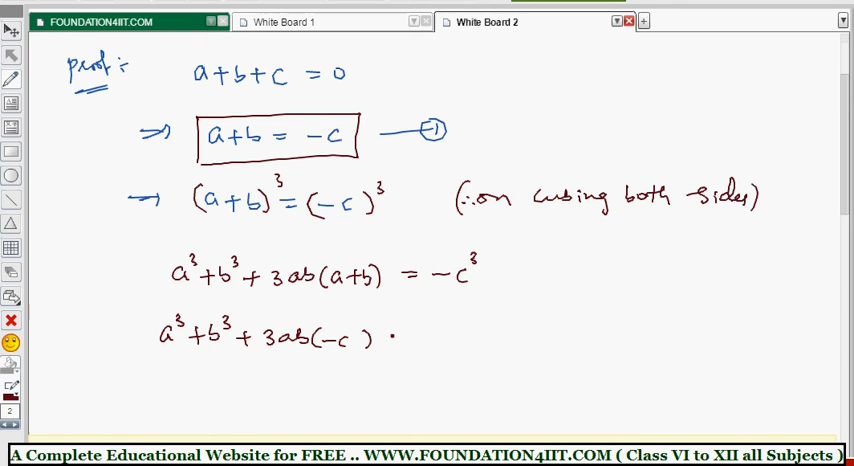 FOUNDATION4IIT.COM White Board 1 White Board 2
proof :-
a+b+c = 0
⇒ a+b = -c —— ①
→ (a+b)³ = (-c)³ (∵on cubing both sides)
a³+b³+3ab(a+b) = -c³
a³+b³+3ab(-c)
2
A Complete Educational Website for FREE .. WWW.FOUNDATION4IIT.COM ( Class VI to XII all Subjects )